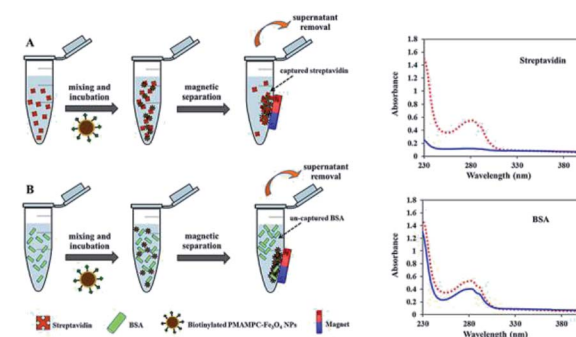 A
supernatant
removal
mixing and
incubation
magnetic
separation
captured streptavidin
B
supernatant
removal
mixing and
incubation
magnetic
separation
un-captured BSA
Streptavidin
BSA
Biotinylated PMAMPC-Fe₃O₄ NPs
Magnet
1.8
1.6
1.4
1.2
1
0.8
0.6
0.4
0.2
0
Absorbance
Streptavidin
230
280
330
380
Wavelength (nm)
1.8
1.6
1.4
1.2
1
0.8
0.6
0.4
0.2
0
Absorbance
BSA
230
280
330
380
Wavelength (nm)